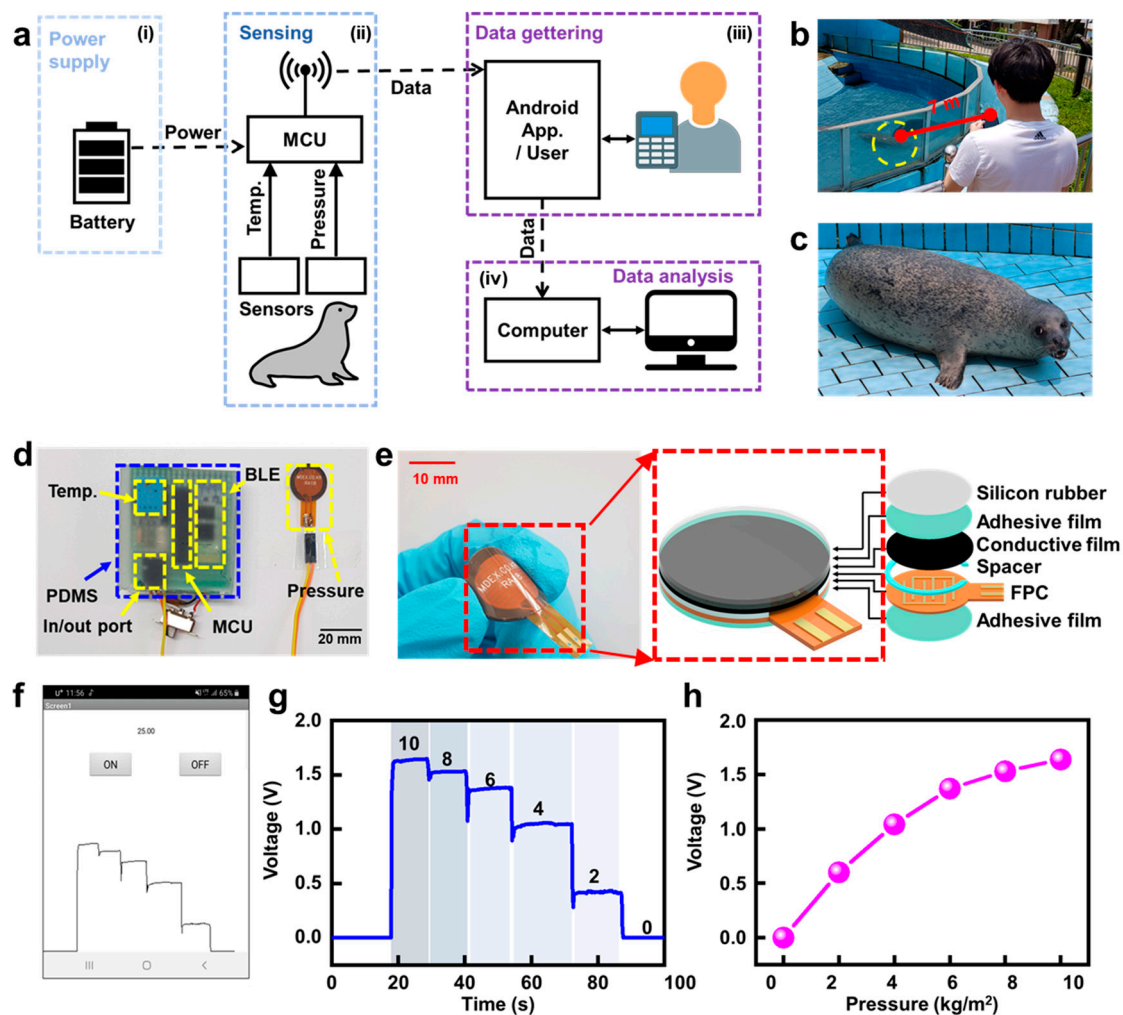 a
Power
supply
(i)
Battery
Power
Sensing
(ii)
MCU
Temp.
Pressure
Sensors
Data
Data gettering
(iii)
Android
App.
/ User
Data
(iv)
Data analysis
Computer
b
7 m
c
d
Temp.
BLE
PDMS
In/out port
MCU
Pressure
20 mm
e
10 mm
Silicon rubber
Adhesive film
Conductive film
Spacer
FPC
Adhesive film
f
11:56
65%
Screen1
25.00
ON
OFF
g
2.0
1.5
1.0
0.5
0.0
Voltage (V)
10
8
6
4
2
0
0
20
40
60
80
100
Time (s)
h
2.0
1.5
1.0
0.5
0.0
Voltage (V)
0
2
4
6
8
10
Pressure (kg/m²)